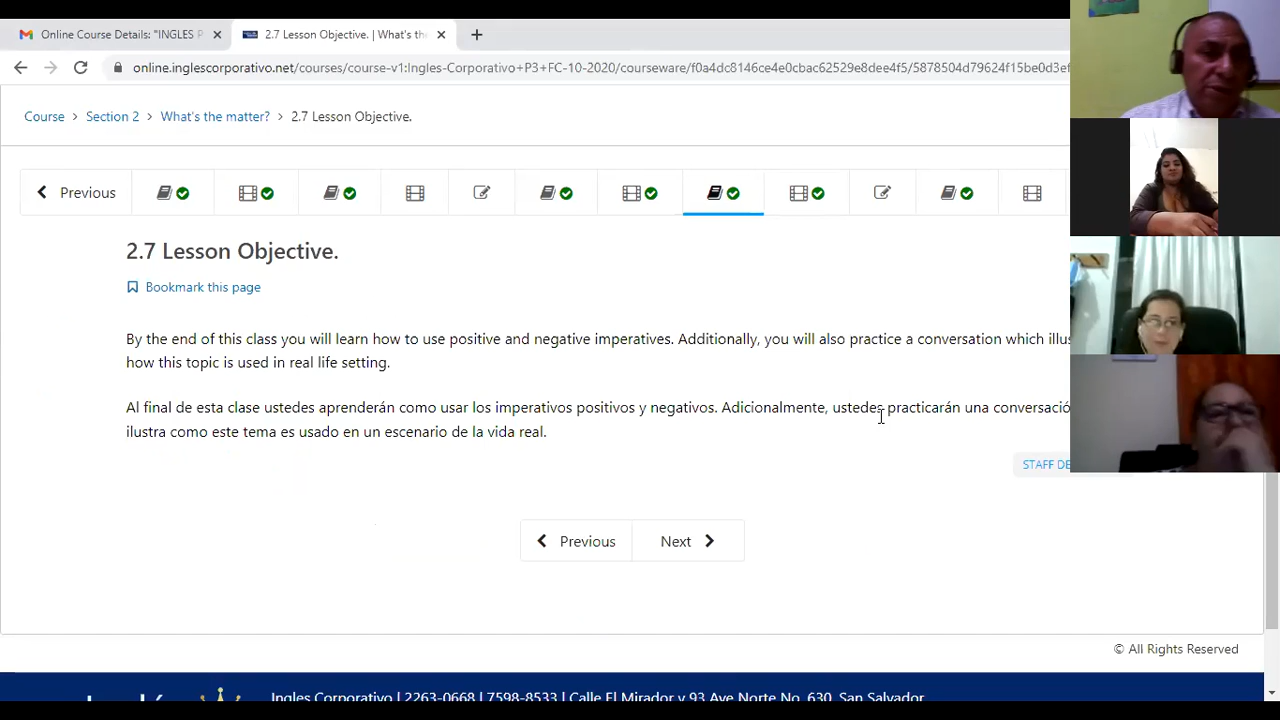 Online Course Details: "INGLES P
2.7 Lesson Objective. | What's the
online.inglescorporativo.net/courses/course-v1:Ingles-Corporativo+P3+FC-10-2020/courseware/f0a4dc8146ce4e0cbac62529e8dee4f5/5878504d79624f15be0d3ef
Course > Section 2 > What's the matter? > 2.7 Lesson Objective.
Previous
2.7 Lesson Objective.
Bookmark this page
By the end of this class you will learn how to use positive and negative imperatives. Additionally, you will also practice a conversation which illus
how this topic is used in real life setting.
Al final de esta clase ustedes aprenderán como usar los imperativos positivos y negativos. Adicionalmente, ustedes practicarán una conversació
ilustra como este tema es usado en un escenario de la vida real.
STAFF DE
Previous Next
© All Rights Reserved
Ingles Corporativo | 2263-0668 | 7598-8533 | Calle El Mirador y 93 Ave Norte No. 630, San Salvador